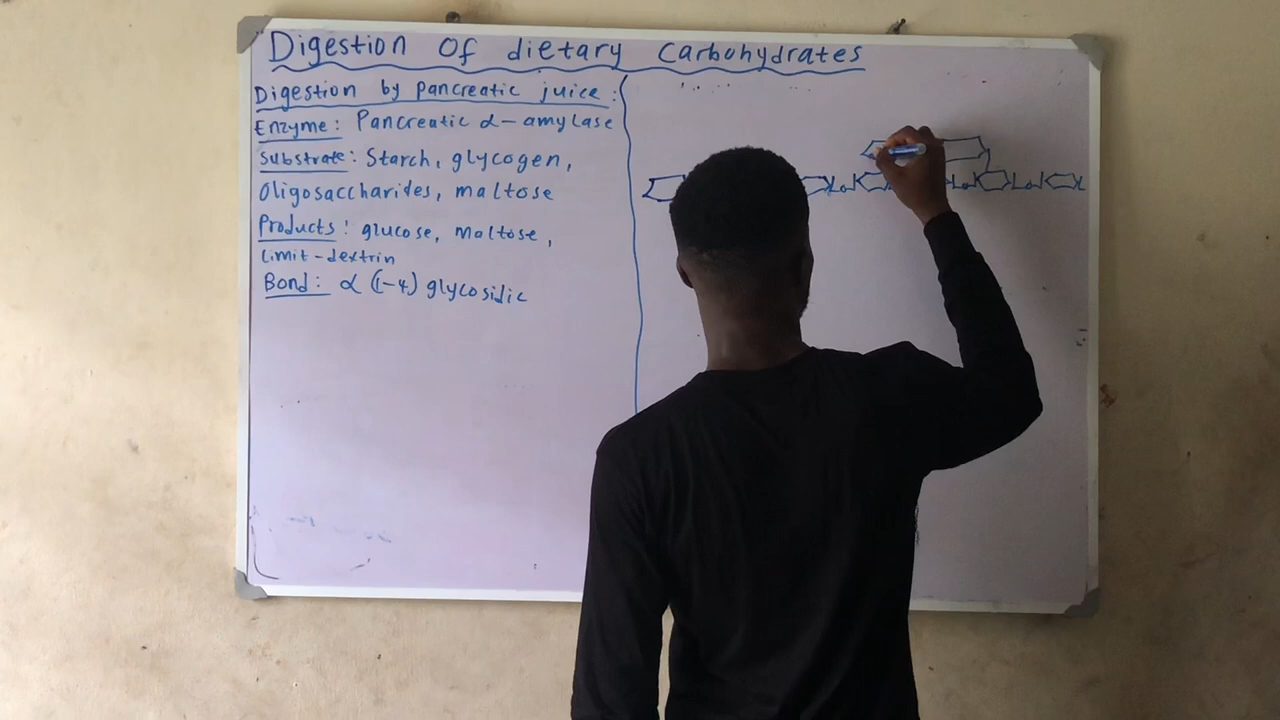 Digestion Of dietary Carbohydrates
Digestion by pancreatic juice:
Enzyme: Pancreatic α-amylase
Substrate: Starch, glycogen,
Oligosaccharides, maltose
Products: glucose, maltose,
Limit-dextrin
Bond: α (1-4) glycosidic